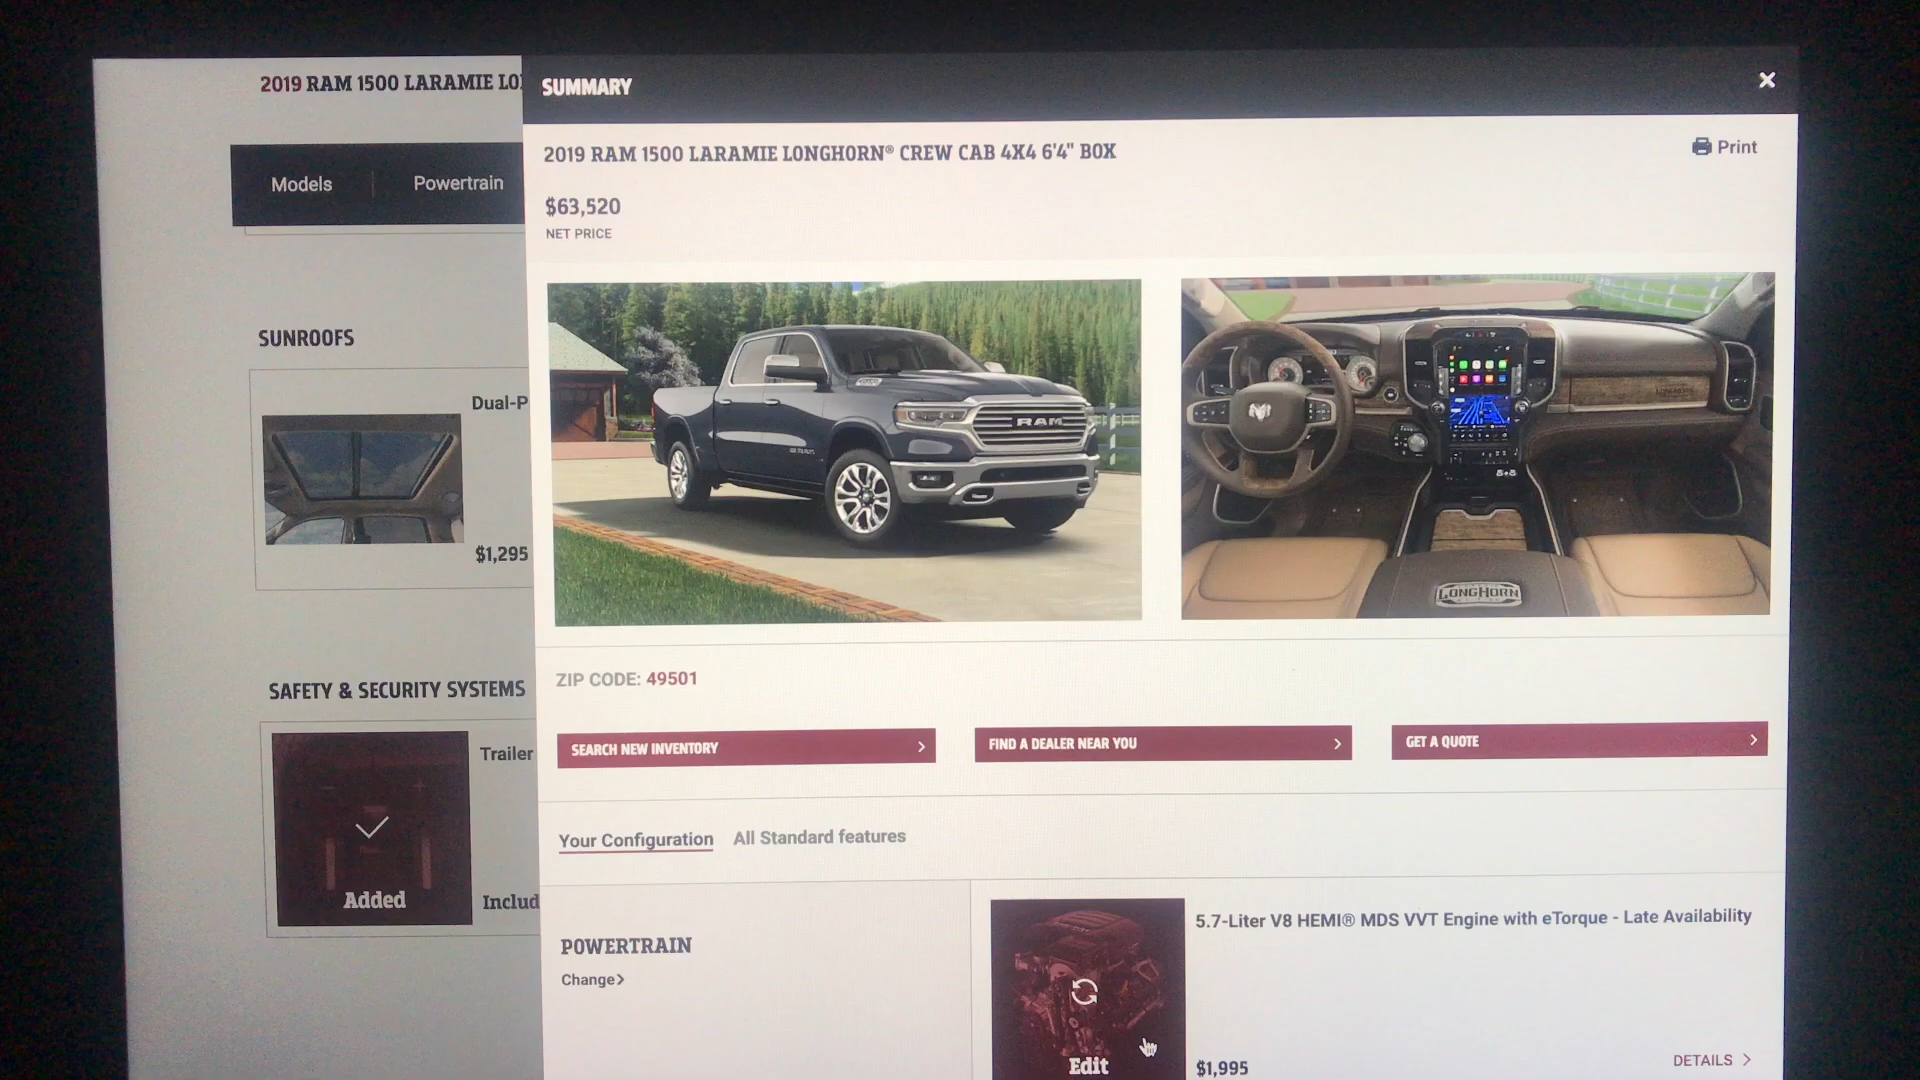 2019 RAM 1500 LARAMIE LO
Models
Powertrain
SUNROOFS
Dual-P
$1,295
SAFETY & SECURITY SYSTEMS
Trailer
Added
Includ
SUMMARY
2019 RAM 1500 LARAMIE LONGHORN® CREW CAB 4X4 6'4" BOX
Print
$63,520
NET PRICE
RAM
LONGHORN
ZIP CODE: 49501
SEARCH NEW INVENTORY
FIND A DEALER NEAR YOU
GET A QUOTE
Your Configuration
All Standard features
POWERTRAIN
Change
5.7-Liter V8 HEMI® MDS VVT Engine with eTorque - Late Availability
Edit
$1,995
DETAILS